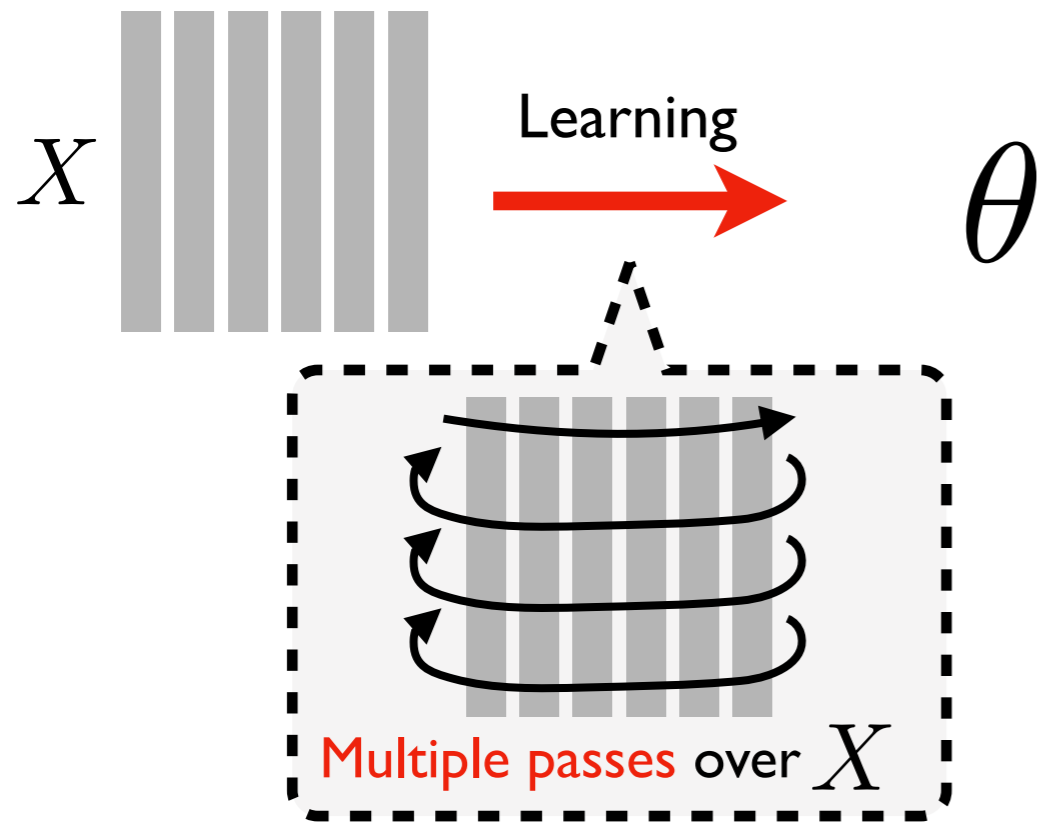 X
Learning
θ
Multiple passes over X